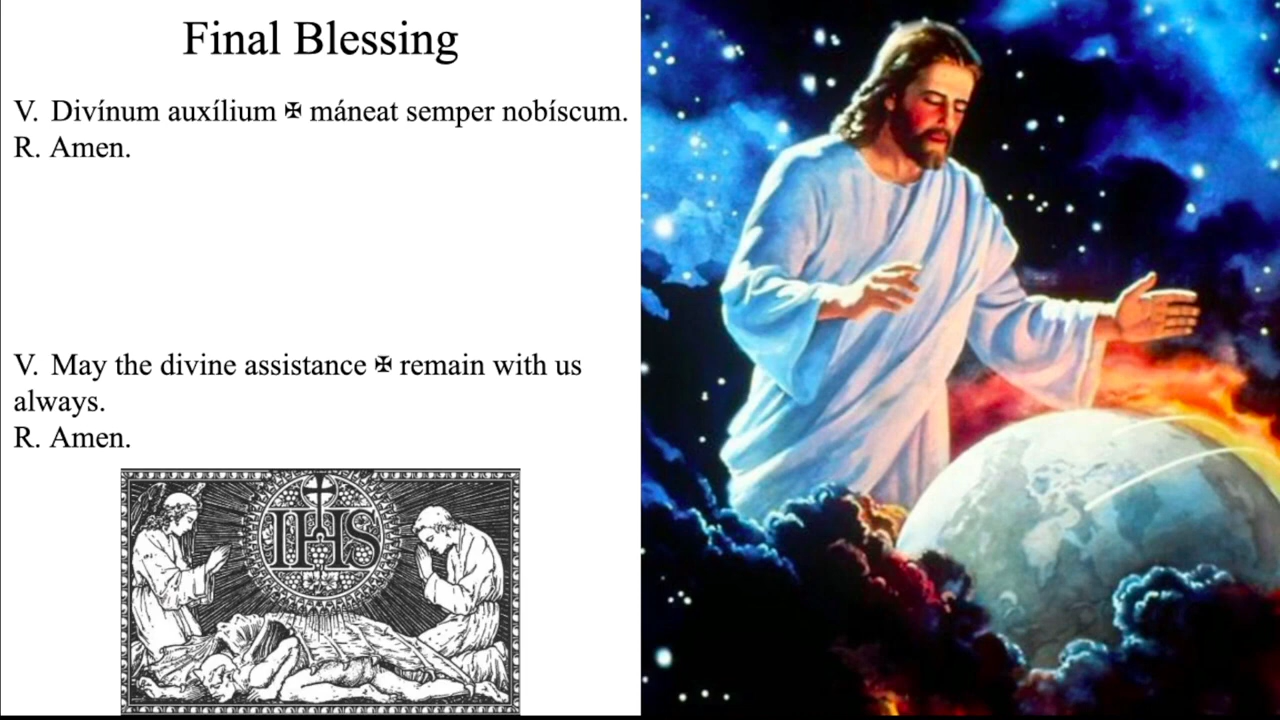 Final Blessing
V. Divínum auxílium ✠ máneat semper nobíscum.
R. Amen.
V. May the divine assistance ✠ remain with us
always.
R. Amen.
IHS